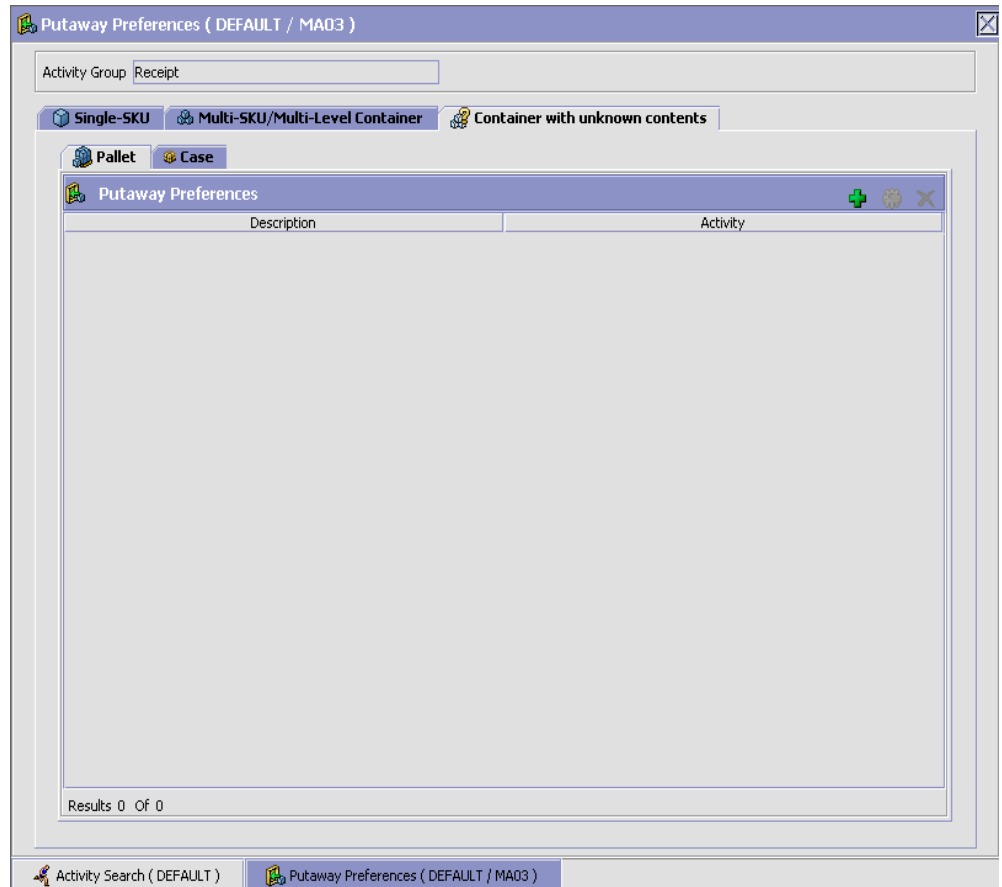 Putaway Preferences ( DEFAULT / MA03 )
Activity Group Receipt
Single-SKU Multi-SKU/Multi-Level Container Container with unknown contents
Pallet Case
Putaway Preferences
Description Activity
Results 0 Of 0
Activity Search ( DEFAULT ) Putaway Preferences ( DEFAULT / MA03 )